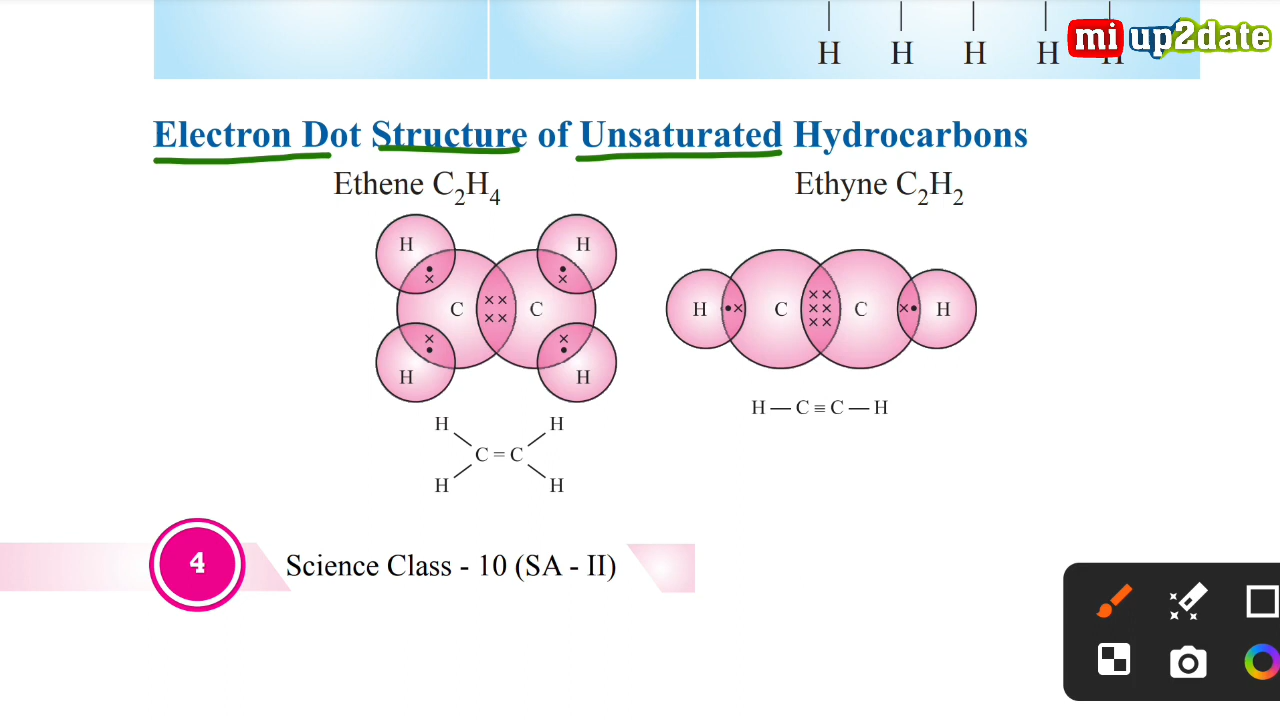 H H H H H
mi up2date
Electron Dot Structure of Unsaturated Hydrocarbons
Ethene C₂H₄
Ethyne C₂H₂
H H
• •
× ×
C ×× C
××
× ×
• •
H H
H •× C ×× C ו H
××
××
H — C ≡ C — H
H H
C = C
H H
4
Science Class - 10 (SA - II)